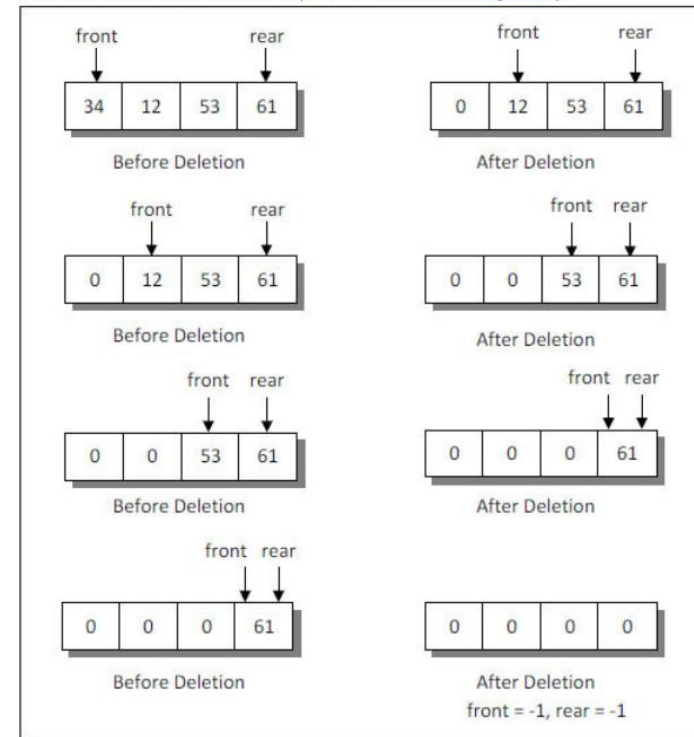 front rear front rear
34 12 53 61 0 12 53 61
Before Deletion After Deletion
front rear front rear
0 12 53 61 0 0 53 61
Before Deletion After Deletion
front rear front rear
0 0 53 61 0 0 0 61
Before Deletion After Deletion
front rear
0 0 0 61 0 0 0 0
Before Deletion After Deletion
front = -1, rear = -1